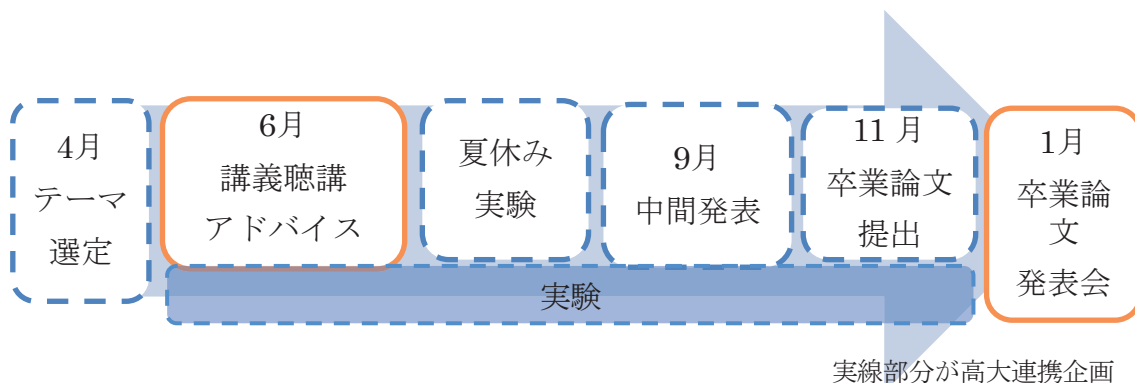 4月
テーマ
選定
6月
講義聴講
アドバイス
夏休み
実験
9月
中間発表
11 月
卒業論文
提出
1月
卒業論
文
発表会
実験
実線部分が高大連携企画